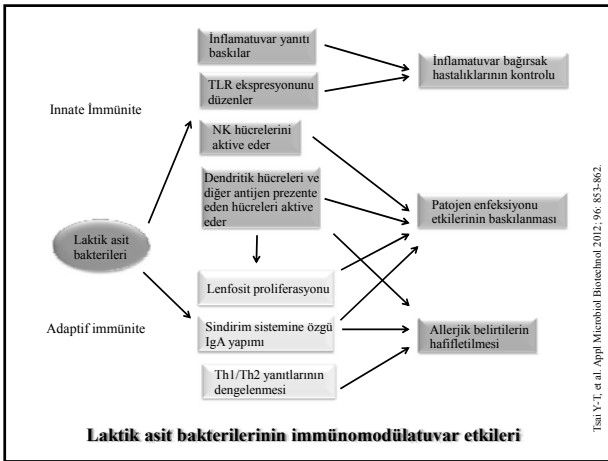 İnflamatuvar yanıtı
baskılar
TLR ekspresyonunu
düzenler
İnflamatuvar bağırsak
hastalıklarının kontrolu
Innate İmmünite
NK hücrelerini
aktive eder
Dendritik hücreleri ve
diğer antijen prezente
eden hücreleri aktive
eder
Patojen enfeksiyonu
etkilerinin baskılanması
Laktik asit
bakterileri
Lenfosit proliferasyonu
Adaptif immünite
Sindirim sistemine özgü
IgA yapımı
Allerjik belirtilerin
hafifletilmesi
Th1/Th2 yanıtlarının
dengelenmesi
Laktik asit bakterilerinin immünomodülatuvar etkileri
Tsai Y-T, et al. Appl Microbiol Biotechnol 2012; 96: 853-862.